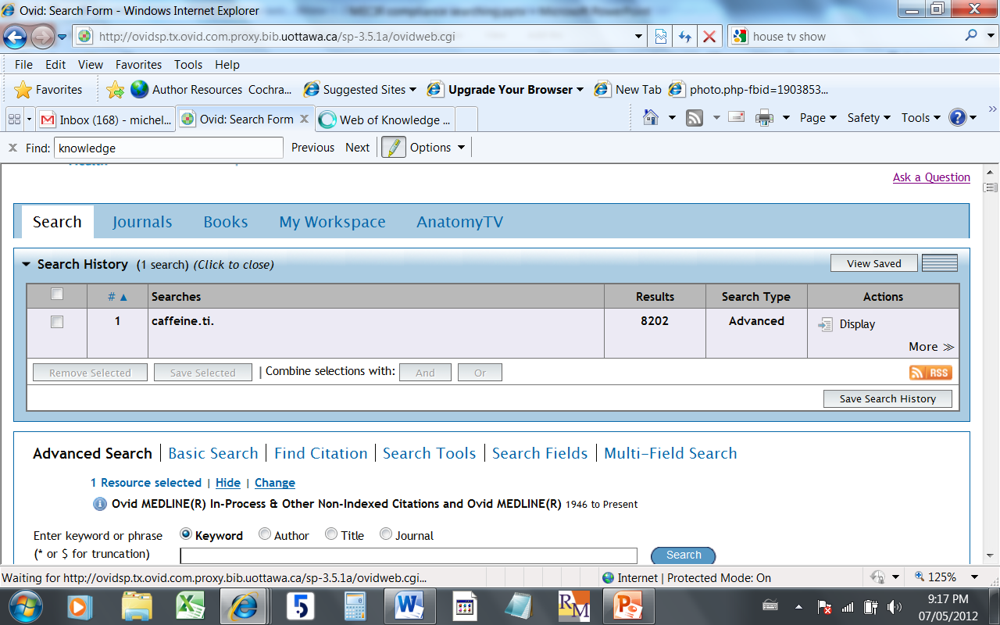 Ovid: Search Form - Windows Internet Explorer
http://ovidsp.tx.ovid.com.proxy.bib.uottawa.ca/sp-3.5.1a/ovidweb.cgi
house tv show
File Edit View Favorites Tools Help
Favorites Author Resources Cochra... Suggested Sites Upgrade Your Browser New Tab photo.php-fbid=1903853...
Inbox (168) - michel... Ovid: Search Form Web of Knowledge ... Page Safety Tools
Find: knowledge Previous Next Options
Ask a Question
Search Journals Books My Workspace AnatomyTV
Search History (1 search) (Click to close) View Saved
# ▲ Searches Results Search Type Actions
1 caffeine.ti. 8202 Advanced Display
More ≫
Remove Selected Save Selected | Combine selections with: And Or RSS
Save Search History
Advanced Search | Basic Search | Find Citation | Search Tools | Search Fields | Multi-Field Search
1 Resource selected | Hide | Change
Ovid MEDLINE(R) In-Process & Other Non-Indexed Citations and Ovid MEDLINE(R) 1946 to Present
Enter keyword or phrase Keyword Author Title Journal
(* or $ for truncation) Search
Waiting for http://ovidsp.tx.ovid.com.proxy.bib.uottawa.ca/sp-3.5.1a/ovidweb.cgi... Internet | Protected Mode: On 125%
5 W RM P
9:17 PM
07/05/2012